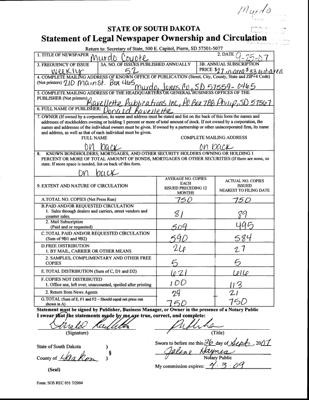 Murdo
STATE OF SOUTH DAKOTA
Statement of Legal Newspaper Ownership and Circulation
Return to: Secretary of State, 500 E. Capitol, Pierre, SD 57501-5077
1. TITLE OF NEWSPAPER Murdo Coyote 2. DATE 9-25-07
3. FREQUENCY OF ISSUE weekly 3A. NO. OF ISSUES PUBLISHED ANNUALLY 52 3B. ANNUAL SUBSCRIPTION PRICE
4. COMPLETE MAILING ADDRESS OF KNOWN OFFICE OF PUBLICATION (Street, City, County, State and ZIP+4 Code)
(Not printers) 210 Main St. Box 465
Murdo, Jones Co, SD 57559-0465
5. COMPLETE MAILING ADDRESS OF THE HEADQUARTERS OR GENERAL BUSINESS OFFICES OF THE
PUBLISHER (Not printers) Ravellette Publications Inc, PO Box 788 Philip, SD 57567
6. FULL NAME OF PUBLISHER: Donald Ravellette
7. OWNER (If owned by a corporation, its name and address must be stated and on the back of this form the names and
addresses of stockholders owning or holding 1 percent or more of total amount of stock. If not owned by a corporation, the
names and addresses of the individual owners must be given. If owned by a partnership or other unincorporated firm, its name
and address, as well as that of each individual must be given.
FULL NAME COMPLETE MAILING ADDRESS
on back on back
8. KNOWN BONDHOLDERS, MORTGAGEES, AND OTHER SECURITY HOLDERS OWNING OR HOLDING 1
PERCENT OR MORE OF TOTAL AMOUNT OF BONDS, MORTGAGES OR OTHER SECURITIES (If there are none, so
state. If more space is needed, list on back of this form.
on back
9. EXTENT AND NATURE OF CIRCULATION
AVERAGE NO. COPIES EACH ISSUED PRECEDING 12 MONTHS
ACTUAL NO. COPIES ISSUED NEAREST TO FILING DATE
A. TOTAL NO. COPIES (Net Press Run) 750 750
B. PAID AND/OR REQUESTED CIRCULATION
1. Sales through dealers and carriers, street vendors and
counter sales. 81 89
2. Mail Subscription
(Paid and or requested) 509 495
C. TOTAL PAID AND/OR REQUESTED CIRCULATION
(Sum of 9B1 and 9B2) 590 584
D. FREE DISTRIBUTION
1. BY MAIL, CARRIER OR OTHER MEANS 26 27
2. SAMPLES, COMPLIMENTARY AND OTHER FREE
COPIES 5 5
E. TOTAL DISTRIBUTION (Sum of C, D1 and D2) 621 616
F. COPIES NOT DISTRIBUTED
1. Office use, left over, unaccounted, spoiled after printing 100 113
2. Return from News Agents 29 21
G. TOTAL (Sum of E, F1 and F2 - Should equal net press run
shown in A) 750 750
Statement must be signed by Publisher, Business Manager, or Owner in the presence of a Notary Public
I swear that the statements made by me are true, correct, and complete:
Publisher
(Signature) (Title)
State of South Dakota )
) §
County of Haakon )
(Seal)
Sworn to before me this 26 day of Sept. 2007
Notary Public
My commission expires:
Form: SOS REC 051 7/2004